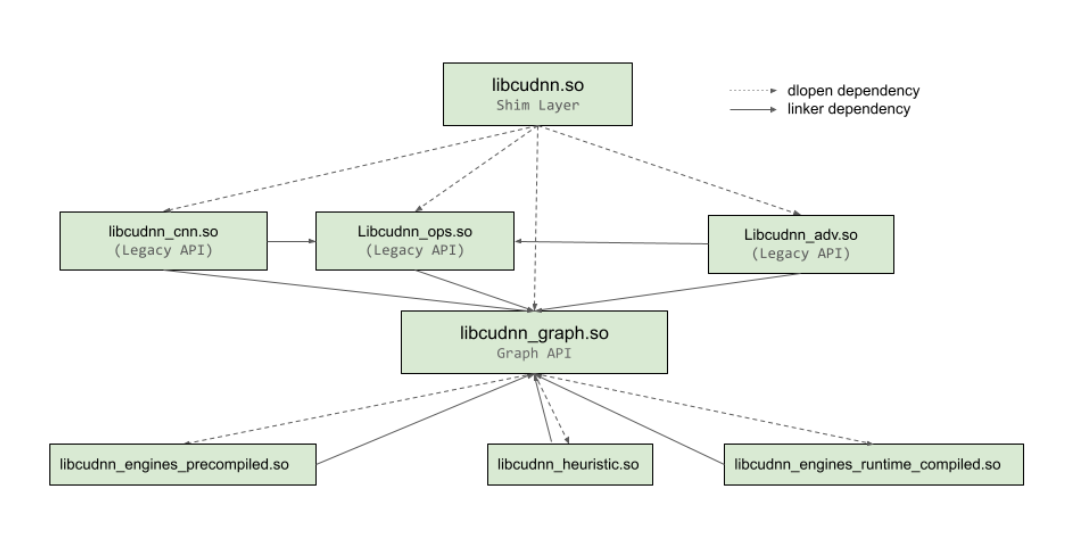 libcudnn.so
Shim Layer
dlopen dependency
linker dependency
libcudnn_cnn.so
(Legacy API)
Libcudnn_ops.so
(Legacy API)
Libcudnn_adv.so
(Legacy API)
libcudnn_graph.so
Graph API
libcudnn_engines_precompiled.so
libcudnn_heuristic.so
libcudnn_engines_runtime_compiled.so